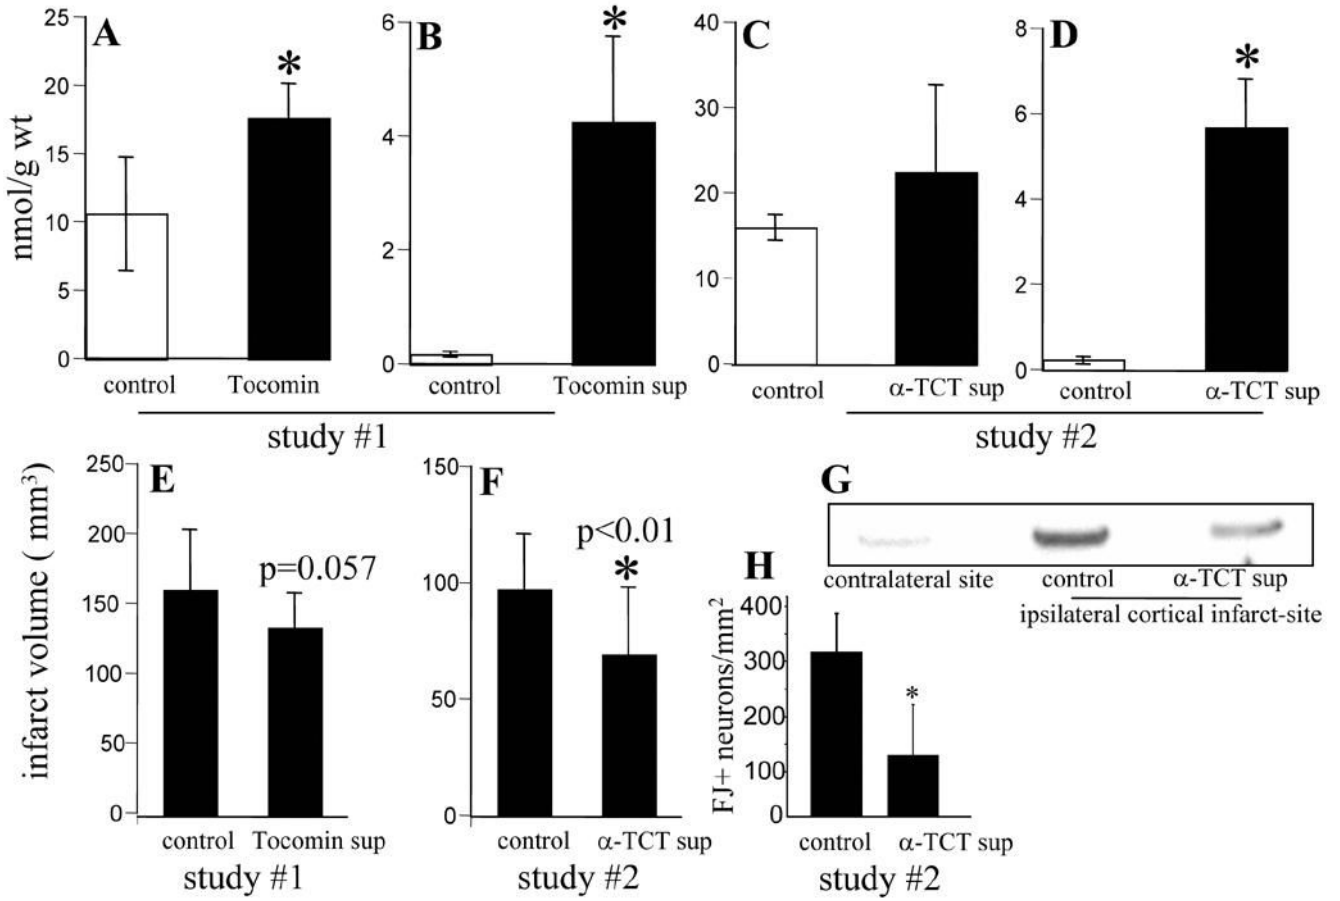 A
B
C
D
nmol/g wt
25
20
15
10
5
0
*
control
Tocomin
6
4
2
0
*
control
Tocomin sup
40
30
20
10
0
control
α-TCT sup
8
6
4
2
0
*
control
α-TCT sup
study #1
study #2
E
infarct volume ( mm³)
250
200
150
100
50
0
p=0.057
control
Tocomin sup
study #1
F
150
100
50
0
p<0.01
*
control
α-TCT sup
study #2
G
contralateral site
control
α-TCT sup
ipsilateral cortical infarct-site
H
FJ+ neurons/mm²
400
300
200
100
0
*
control
α-TCT sup
study #2